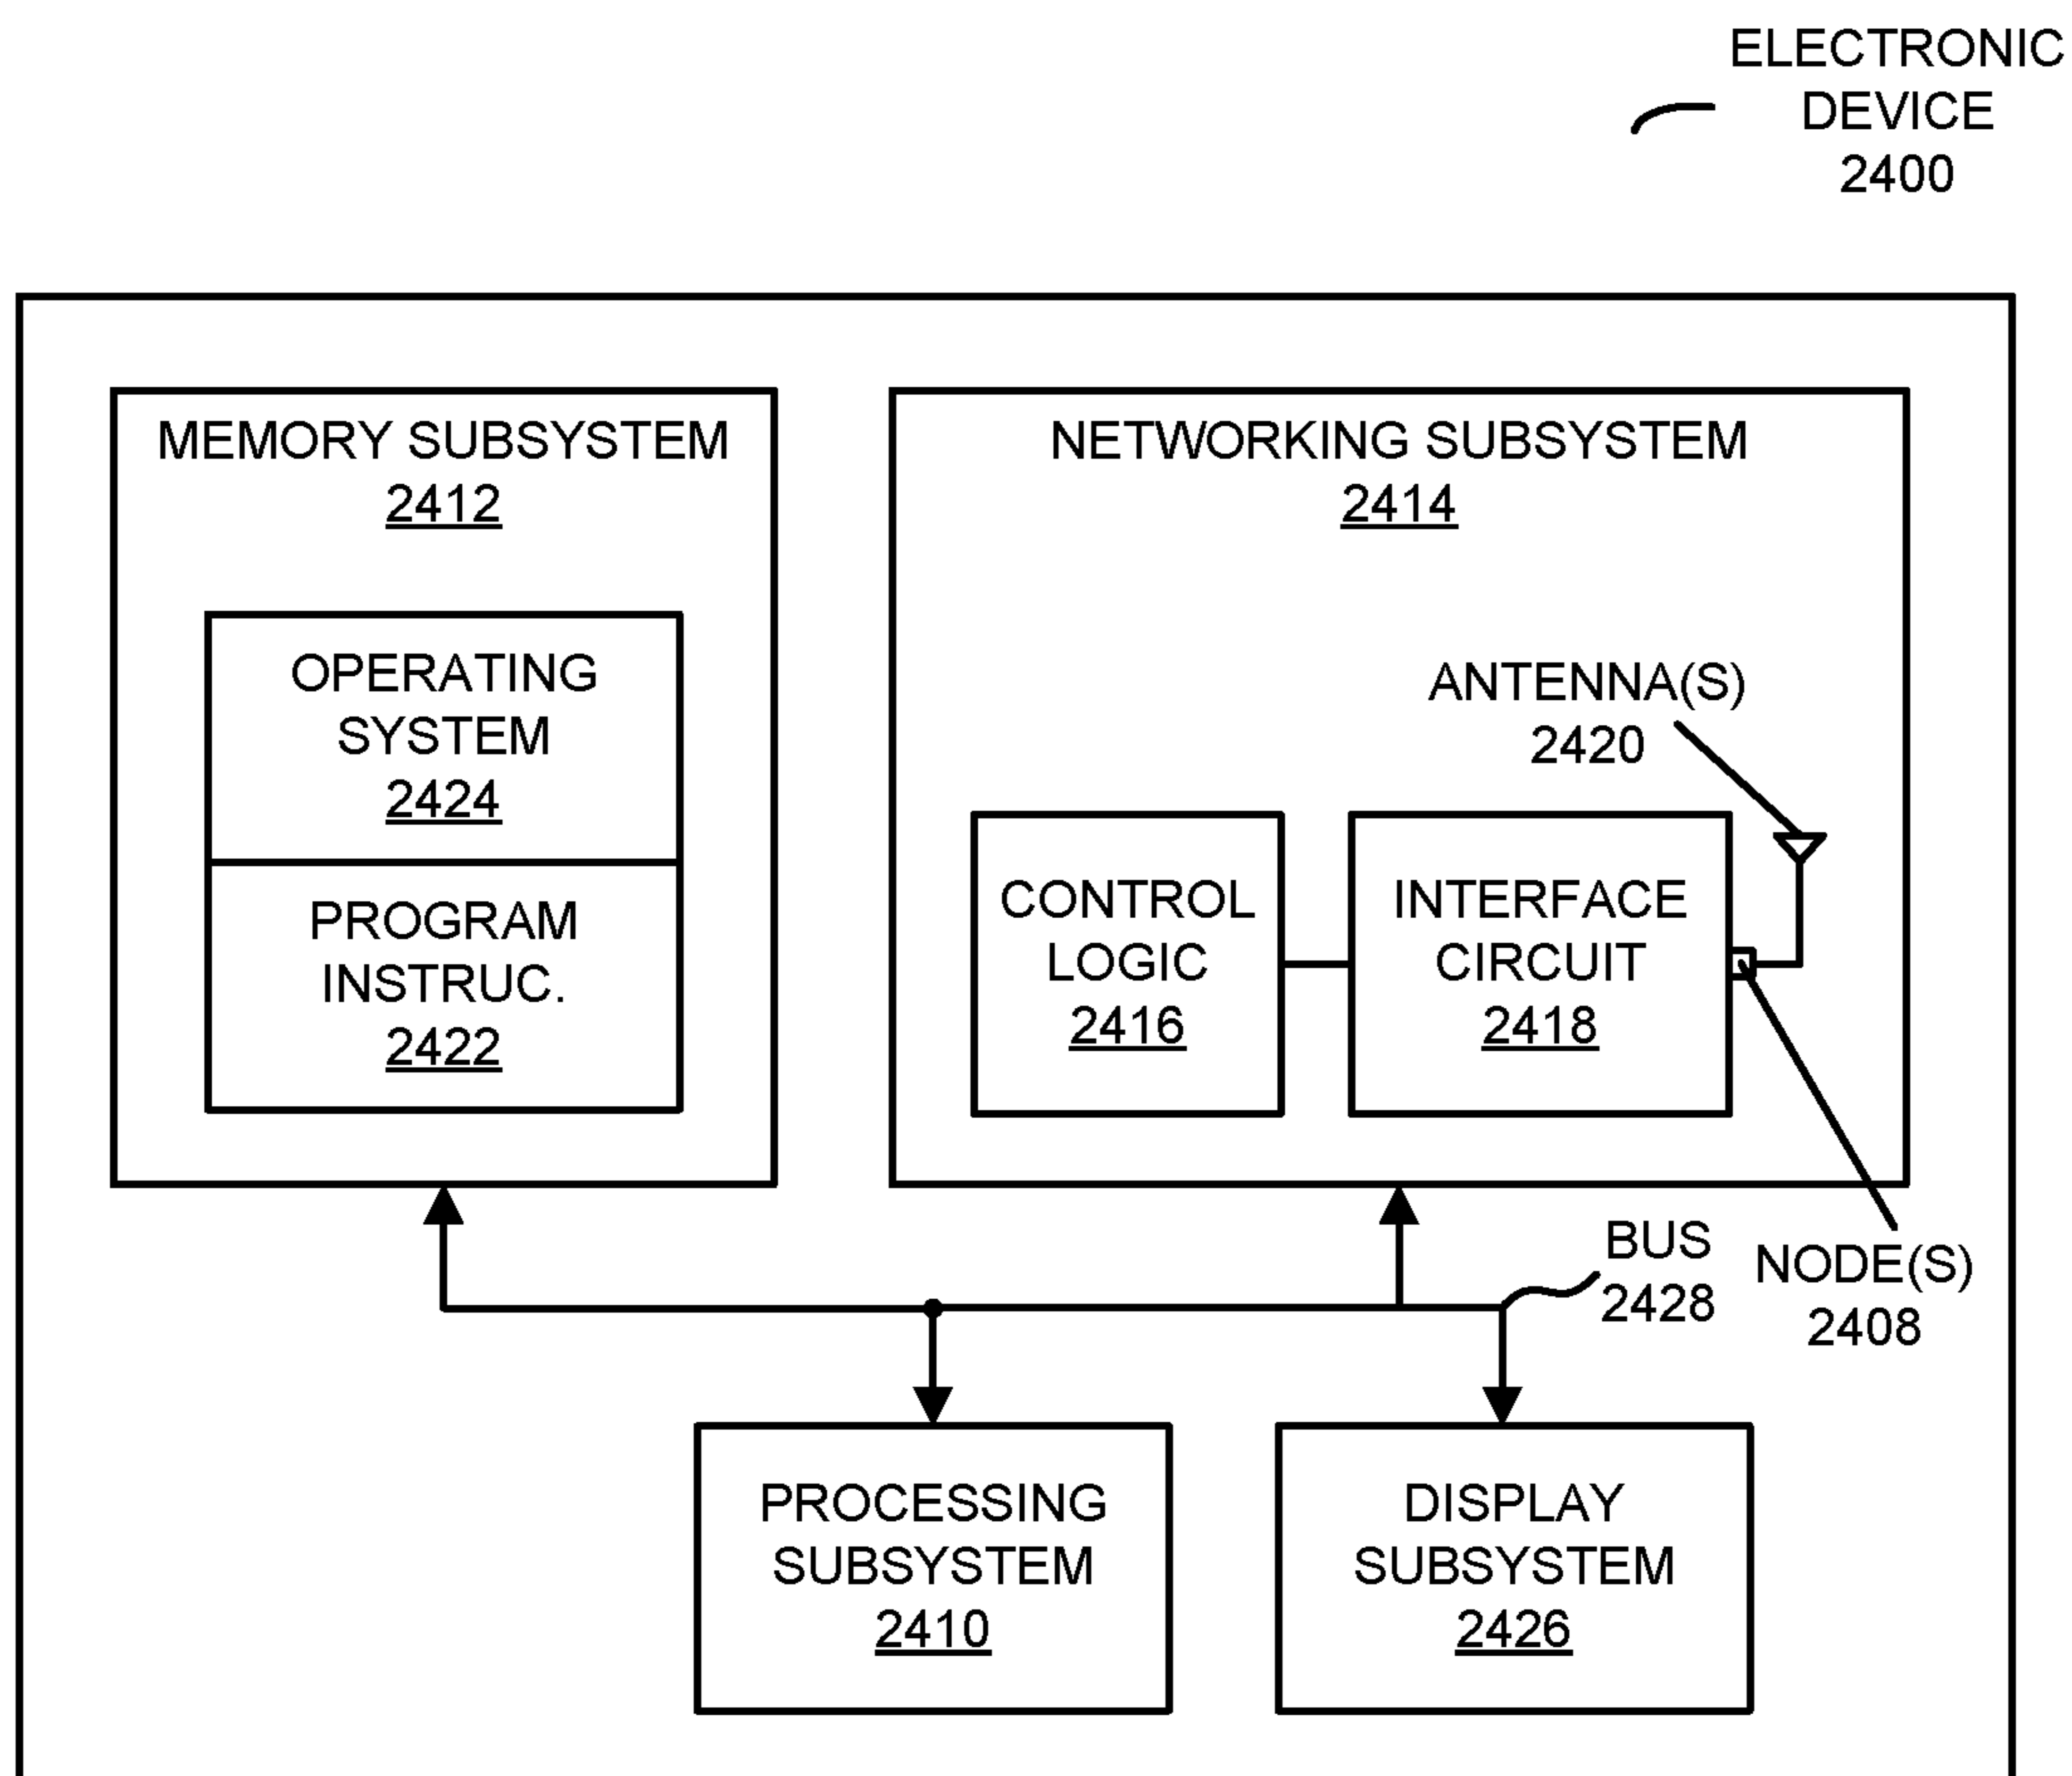 ELECTRONIC
DEVICE
2400
MEMORY SUBSYSTEM
2412
OPERATING
SYSTEM
2424
PROGRAM
INSTRUC.
2422
NETWORKING SUBSYSTEM
2414
ANTENNA(S)
2420
CONTROL
LOGIC
2416
INTERFACE
CIRCUIT
2418
BUS
2428
NODE(S)
2408
PROCESSING
SUBSYSTEM
2410
DISPLAY
SUBSYSTEM
2426